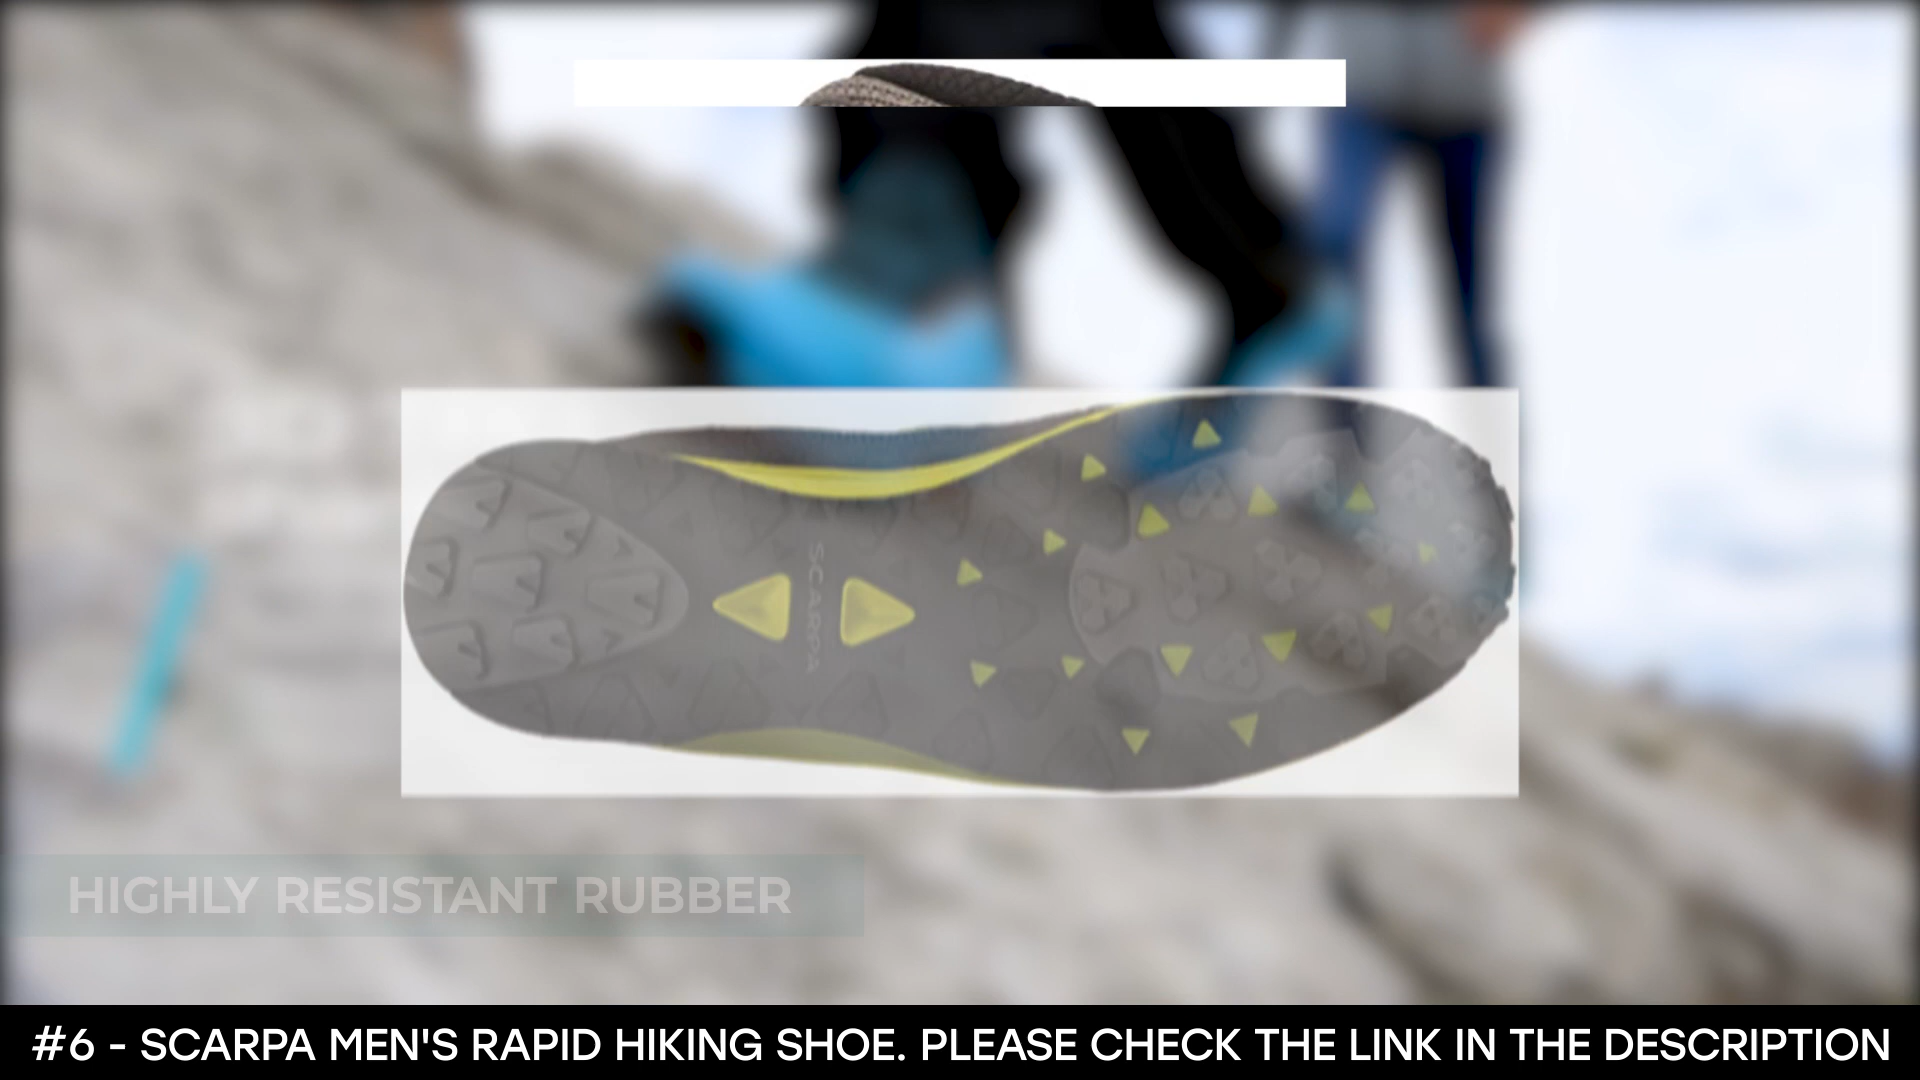 SCARPA
HIGHLY RESISTANT RUBBER
#6 - SCARPA MEN'S RAPID HIKING SHOE. PLEASE CHECK THE LINK IN THE DESCRIPTION